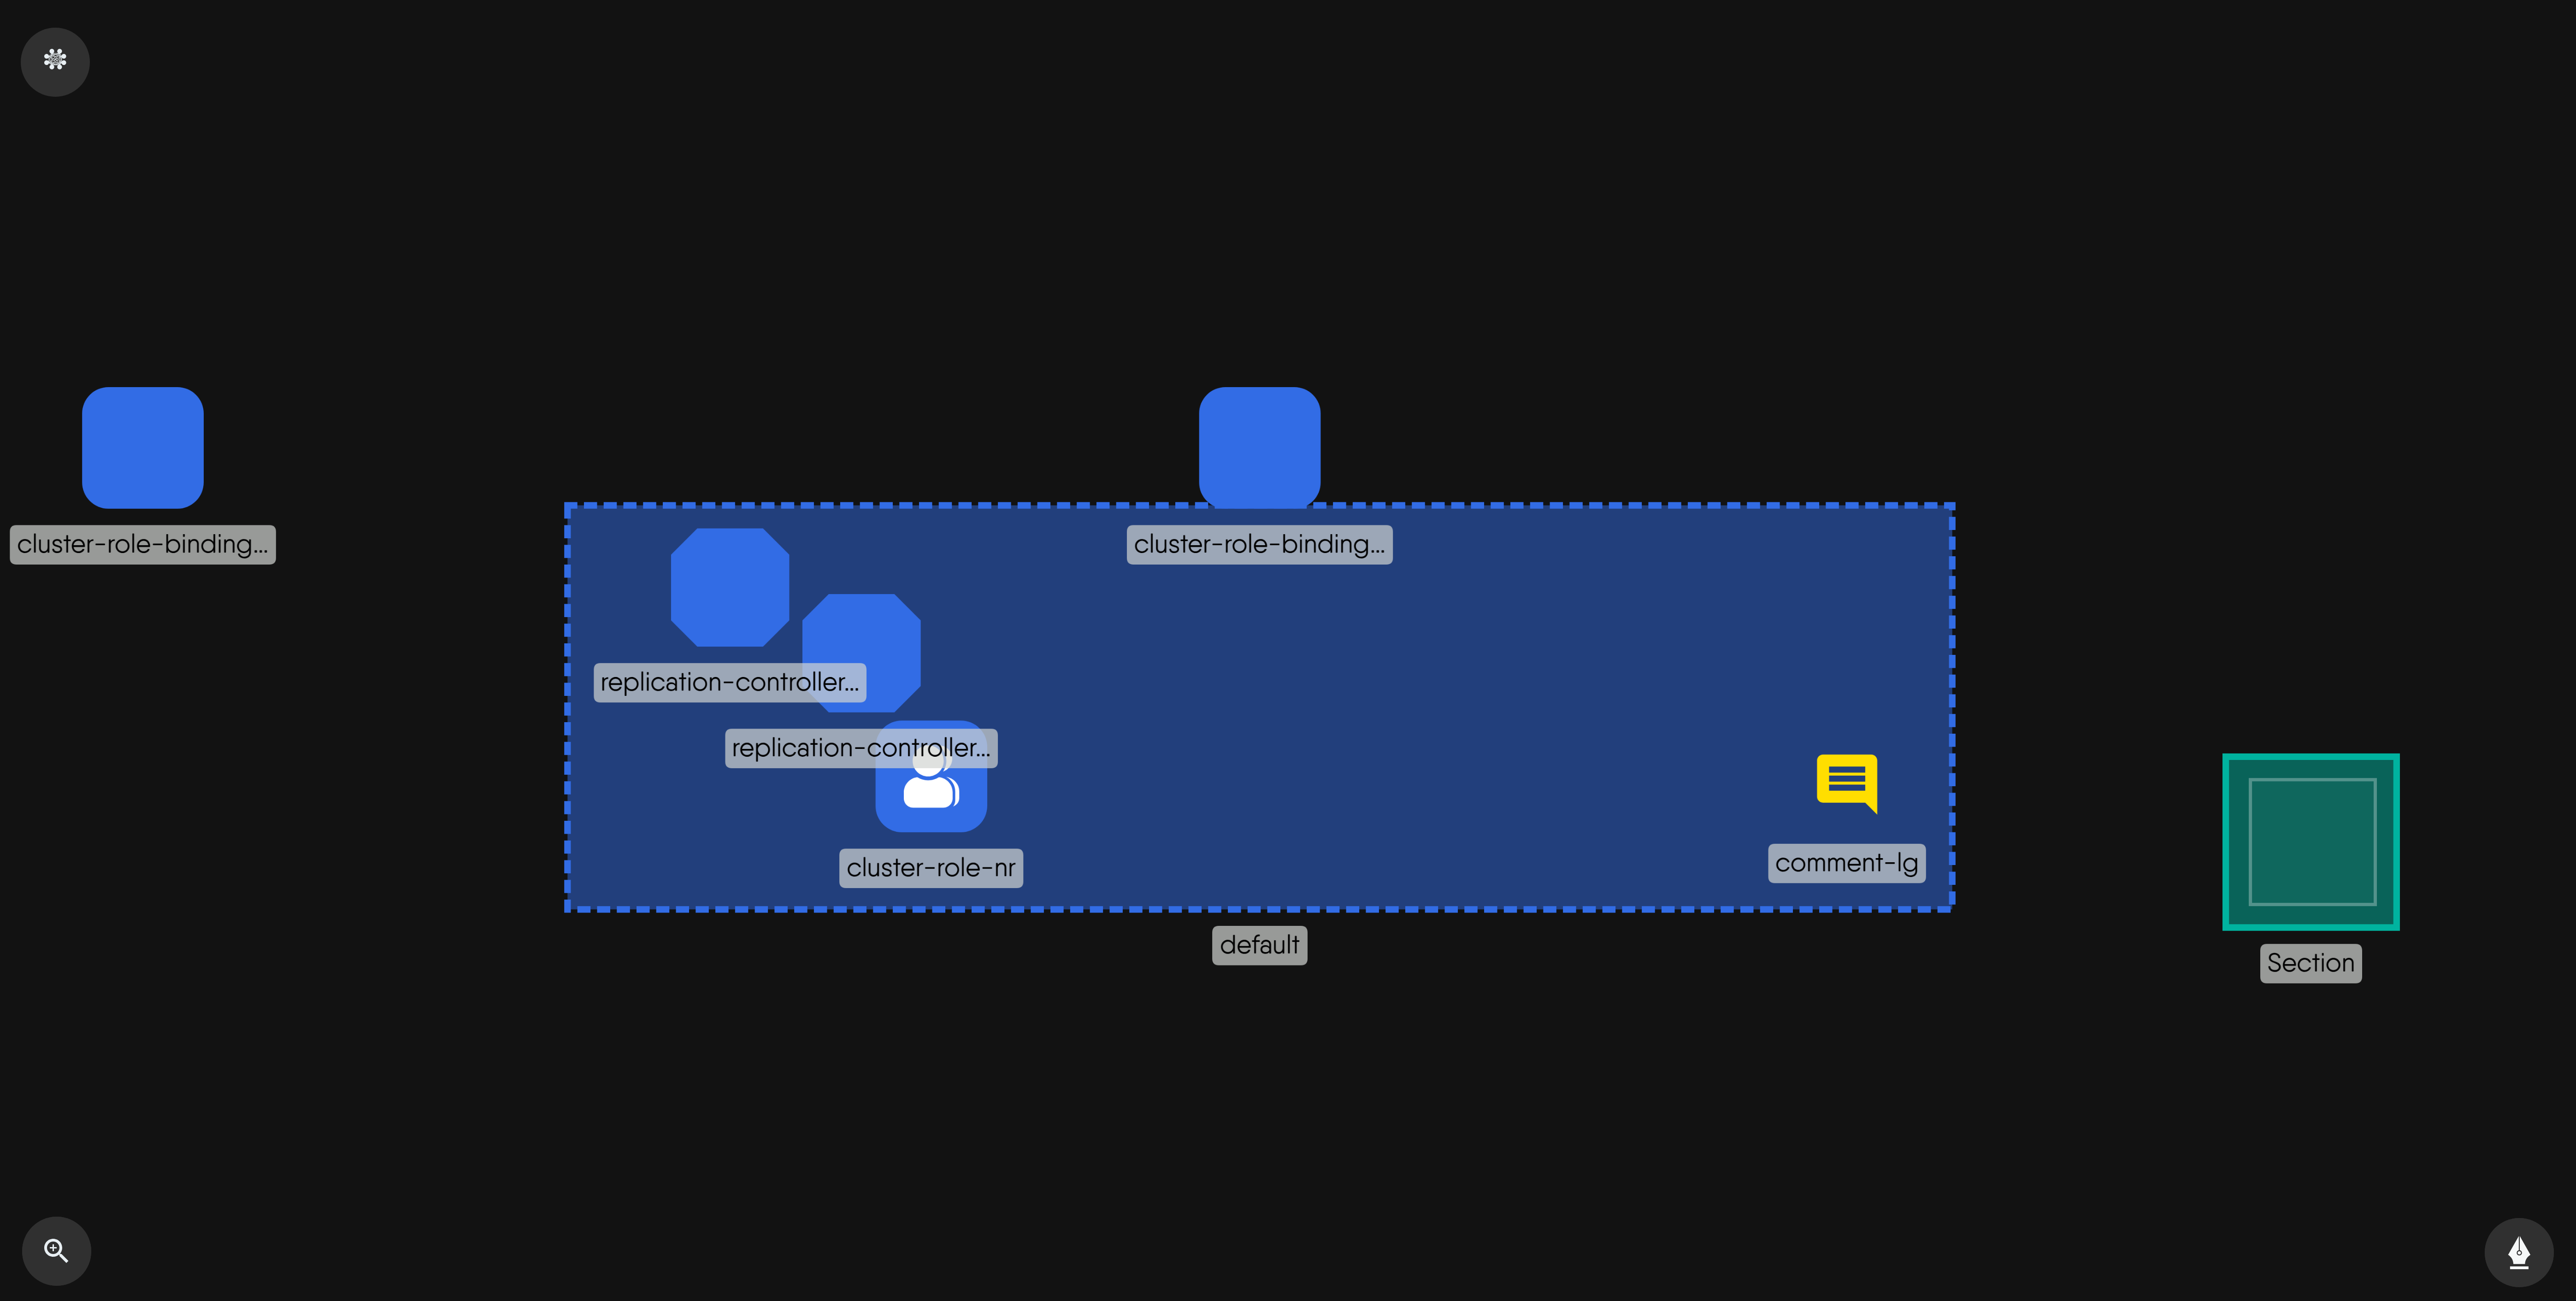 cluster-role-binding...
cluster-role-binding...
replication-controller...
replication-controller...
cluster-role-nr
comment-lg
default
Section